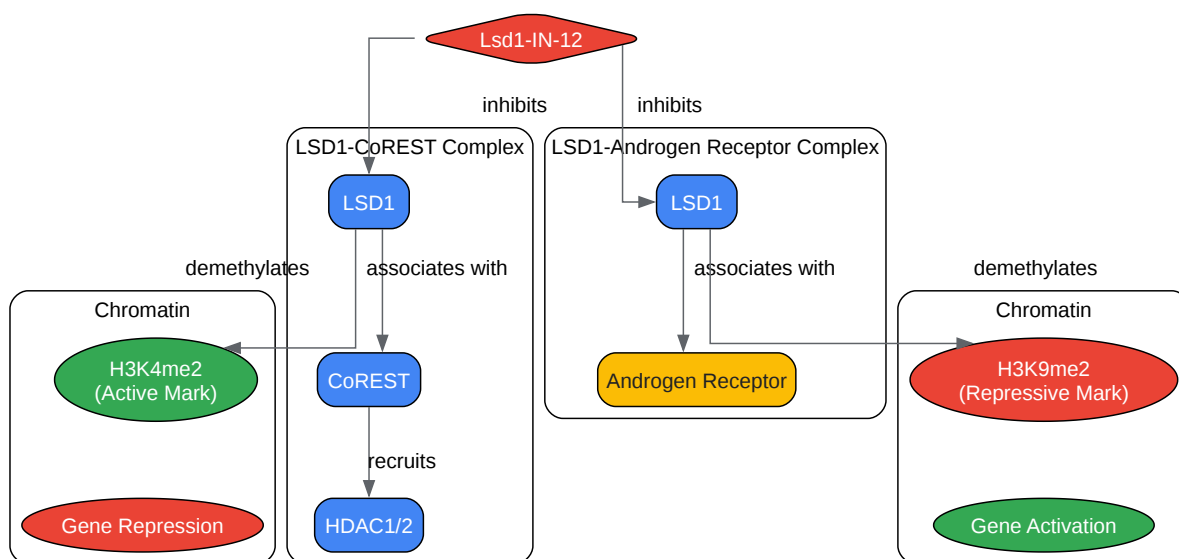 Lsd1-IN-12
inhibits
inhibits
LSD1-CoREST Complex
LSD1-Androgen Receptor Complex
LSD1
LSD1
demethylates
associates with
associates with
demethylates
Chromatin
Chromatin
H3K4me2
(Active Mark)
CoREST
Androgen Receptor
H3K9me2
(Repressive Mark)
recruits
Gene Repression
HDAC1/2
Gene Activation